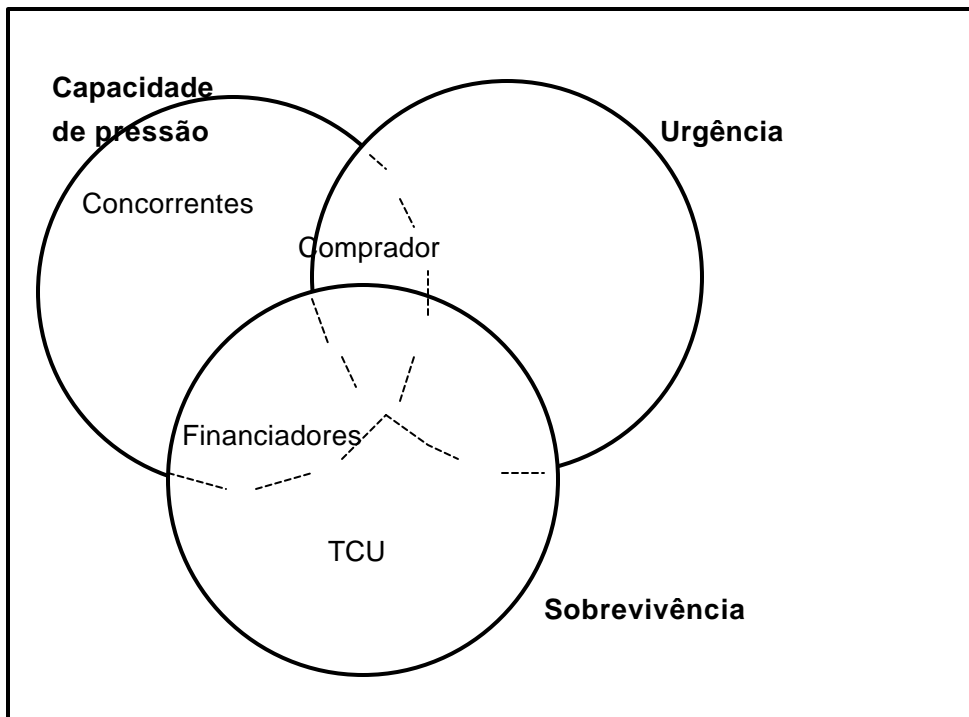 Capacidade
de pressão
Urgência
Concorrentes
Comprador
Financiadores
TCU
Sobrevivência